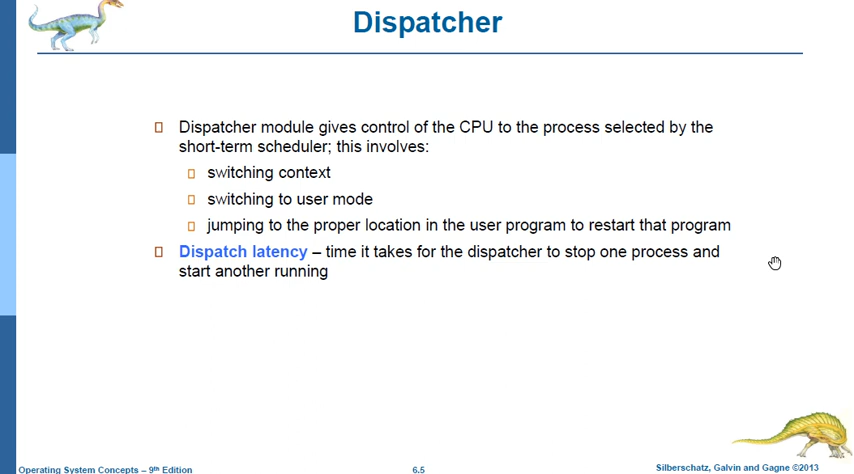 Dispatcher
Dispatcher module gives control of the CPU to the process selected by the
short-term scheduler; this involves:
switching context
switching to user mode
jumping to the proper location in the user program to restart that program
Dispatch latency – time it takes for the dispatcher to stop one process and
start another running
Operating System Concepts – 9th Edition
6.5
Silberschatz, Galvin and Gagne ©2013